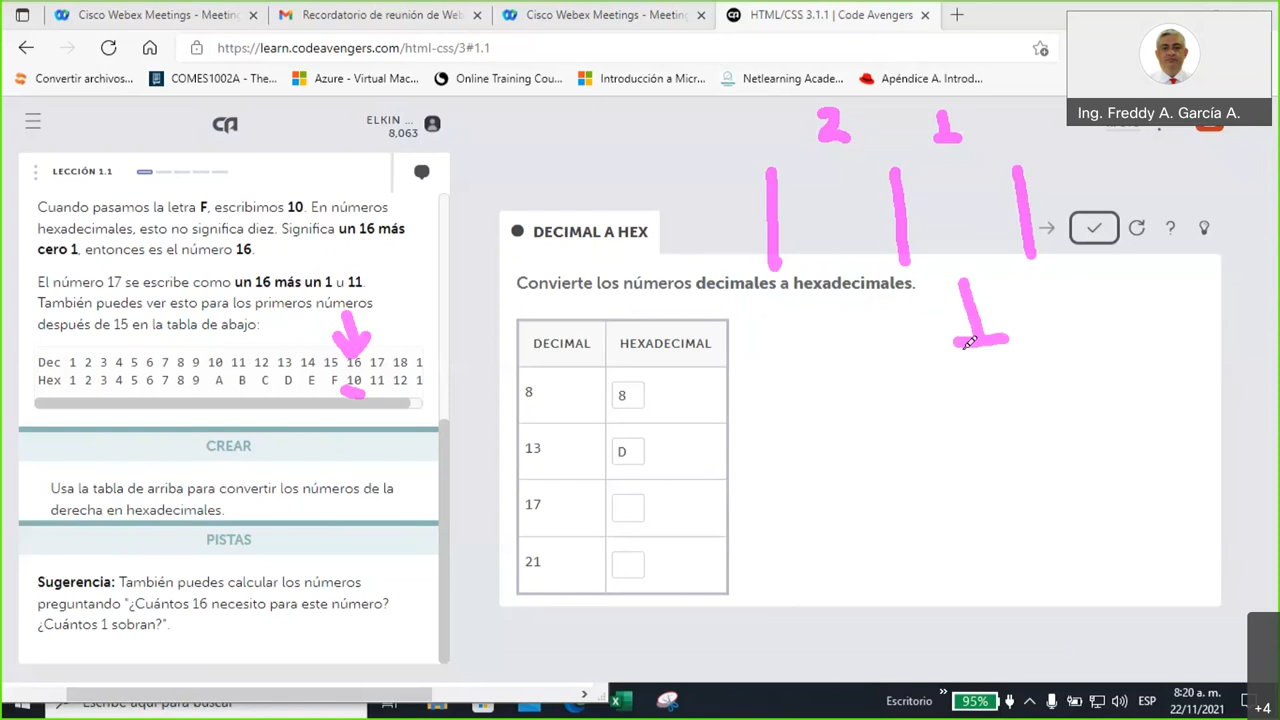 Cisco Webex Meetings - Meeting
Recordatorio de reunión de Web
Cisco Webex Meetings - Meeting
HTML/CSS 3.1.1 | Code Avengers
https://learn.codeavengers.com/html-css/3#1.1
Convertir archivos...
COMES1002A - The...
Azure - Virtual Mac...
Online Training Cou...
Introducción a Micr...
Netlearning Acade...
Apéndice A. Introd...
Ing. Freddy A. García A.
ELKIN ...
8,063
2 1
LECCIÓN 1.1
Cuando pasamos la letra F, escribimos 10. En números
hexadecimales, esto no significa diez. Significa un 16 más
cero 1, entonces es el número 16.
El número 17 se escribe como un 16 más un 1 u 11.
También puedes ver esto para los primeros números
después de 15 en la tabla de abajo:
Dec 1 2 3 4 5 6 7 8 9 10 11 12 13 14 15 16 17 18 1
Hex 1 2 3 4 5 6 7 8 9 A B C D E F 10 11 12 1
CREAR
Usa la tabla de arriba para convertir los números de la
derecha en hexadecimales.
PISTAS
Sugerencia: También puedes calcular los números
preguntando "¿Cuántos 16 necesito para este número?
¿Cuántos 1 sobran?".
DECIMAL A HEX
?
Convierte los números decimales a hexadecimales.
1
DECIMAL HEXADECIMAL
8 8
13 D
17
21
Escribe aquí para buscar
Escritorio
95%
ESP
8:20 a. m.
22/11/2021
+4